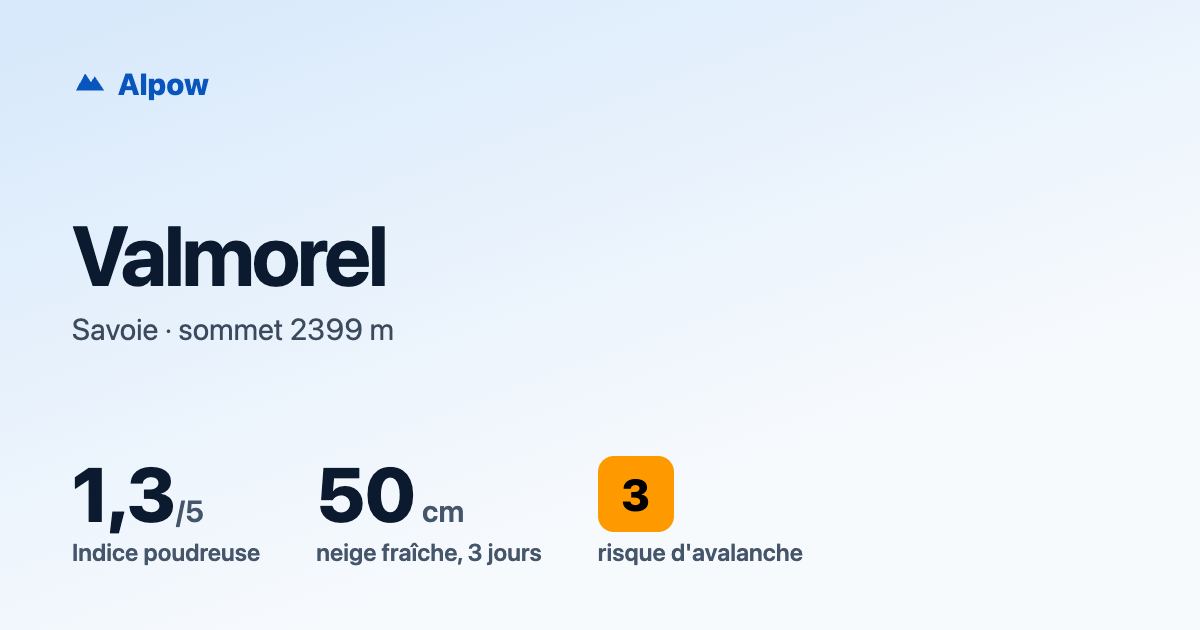 Alpow
Valmorel
Savoie · sommet 2399 m
1,3/5
Indice poudreuse
50 cm
neige fraîche, 3 jours
3
risque d'avalanche